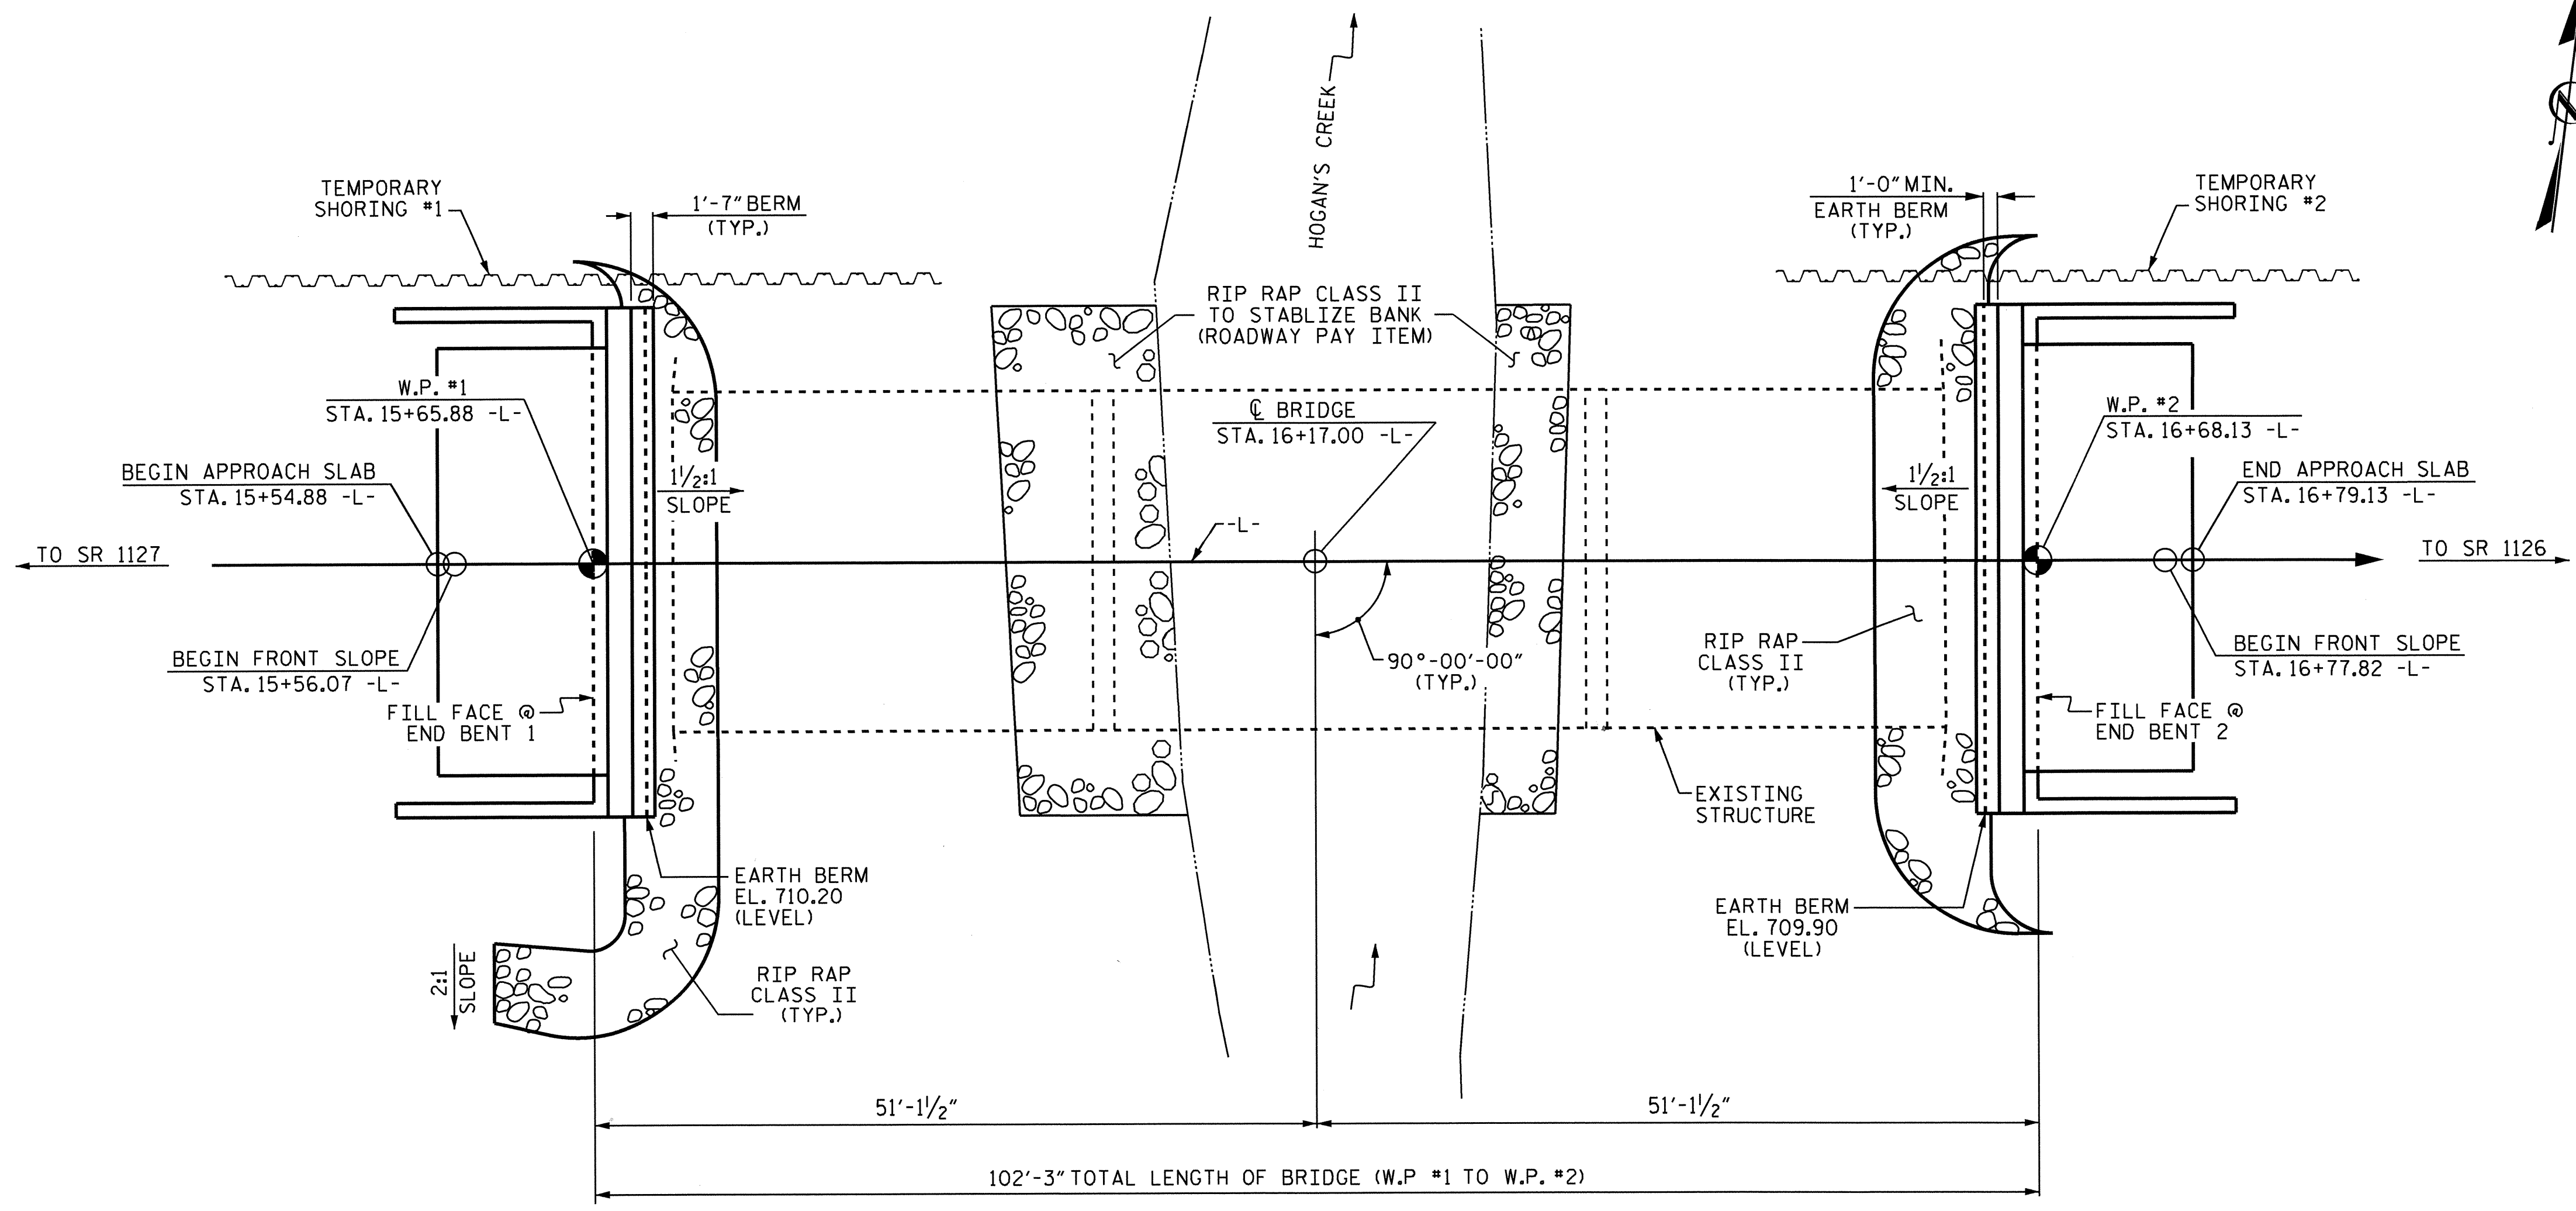 HOGAN'S CREEK
N
TEMPORARY
SHORING #1
1'-7" BERM
(TYP.)
1'-0" MIN.
EARTH BERM
(TYP.)
TEMPORARY
SHORING #2
RIP RAP CLASS II
TO STABLIZE BANK
(ROADWAY PAY ITEM)
W.P. #1
STA. 15+65.88 -L-
℄ BRIDGE
STA. 16+17.00 -L-
W.P. #2
STA. 16+68.13 -L-
BEGIN APPROACH SLAB
STA. 15+54.88 -L-
1½:1
SLOPE
1½:1
SLOPE
END APPROACH SLAB
STA. 16+79.13 -L-
-L-
TO SR 1127
TO SR 1126
BEGIN FRONT SLOPE
STA. 15+56.07 -L-
90°-00'-00"
(TYP.)
RIP RAP
CLASS II
(TYP.)
BEGIN FRONT SLOPE
STA. 16+77.82 -L-
FILL FACE @
END BENT 1
FILL FACE @
END BENT 2
EXISTING
STRUCTURE
EARTH BERM
EL. 710.20
(LEVEL)
EARTH BERM
EL. 709.90
(LEVEL)
2:1
SLOPE
RIP RAP
CLASS II
(TYP.)
51'-1½"
51'-1½"
102'-3" TOTAL LENGTH OF BRIDGE (W.P #1 TO W.P. #2)